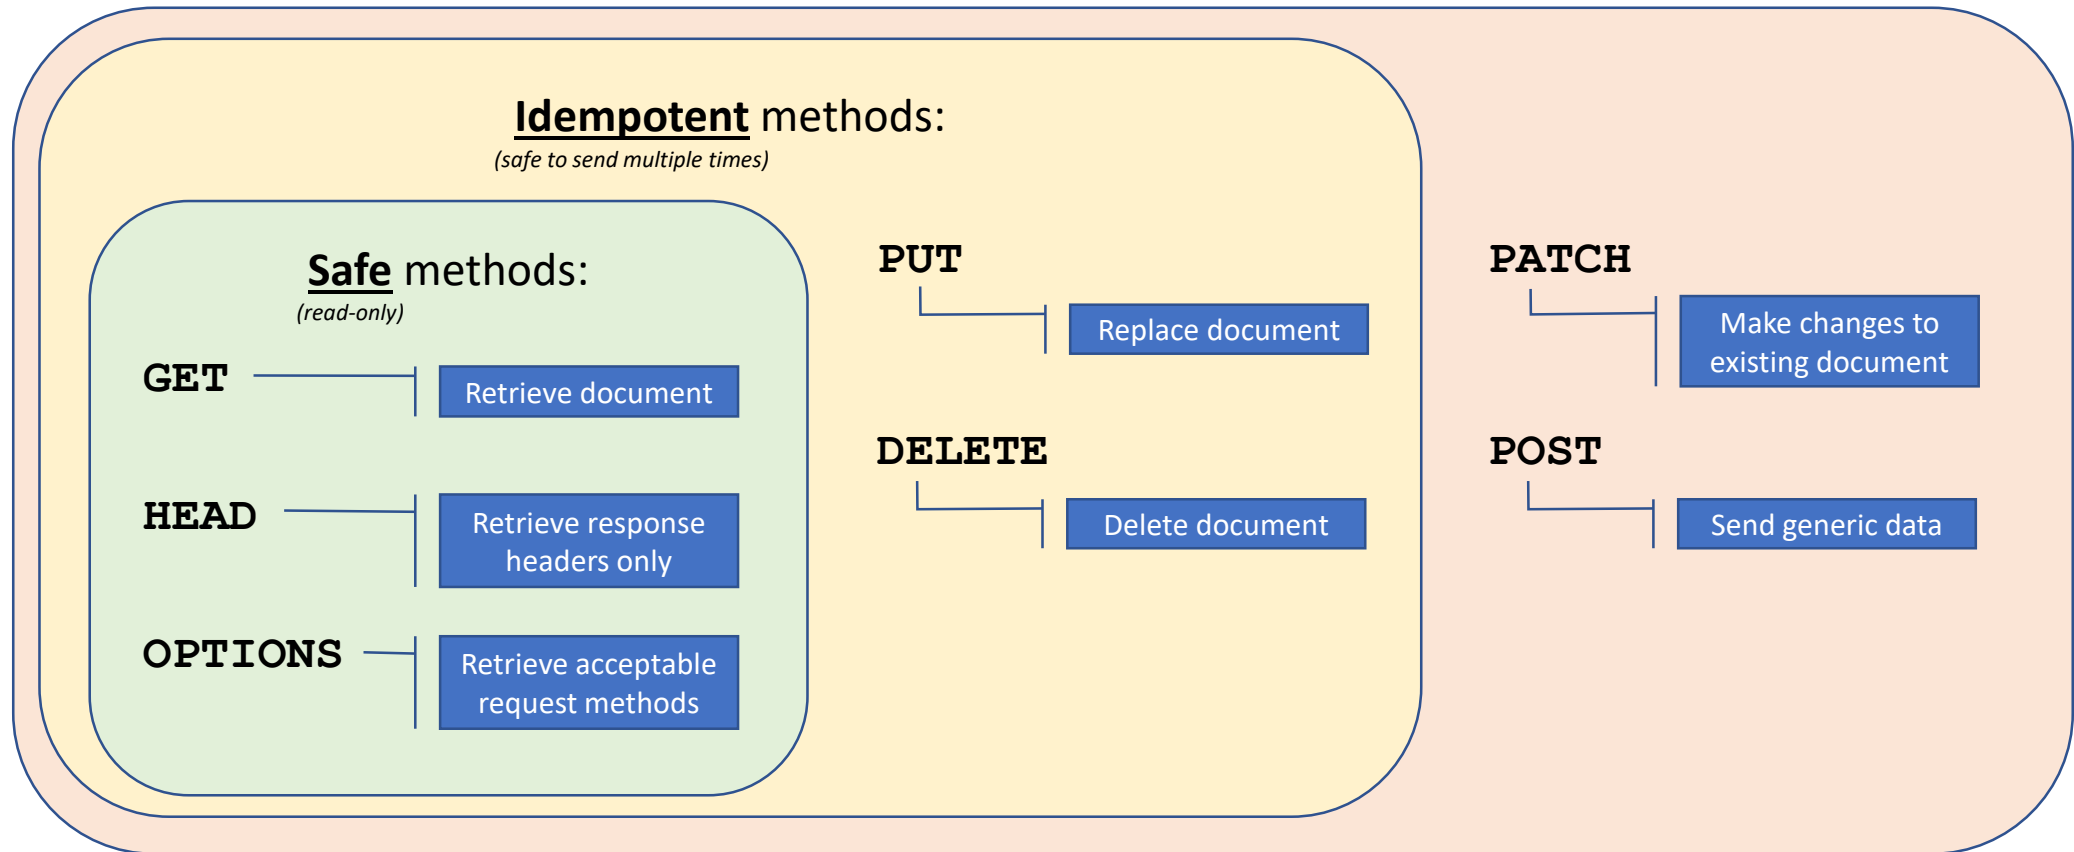 Idempotent methods:
(safe to send multiple times)
Safe methods:
(read-only)
GET
Retrieve document
HEAD
Retrieve response
headers only
OPTIONS
Retrieve acceptable
request methods
PUT
Replace document
DELETE
Delete document
PATCH
Make changes to
existing document
POST
Send generic data